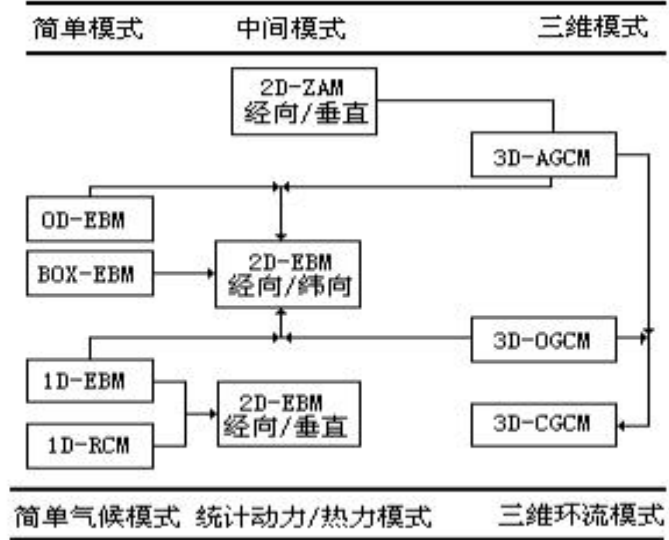 简单模式 中间模式 三维模式
2D-ZAM
经向/垂直
3D-AGCM
0D-EBM
BOX-EBM
2D-EBM
经向/纬向
3D-OGCM
1D-EBM
2D-EBM
经向/垂直
3D-CGCM
1D-RCM
简单气候模式 统计动力/热力模式 三维环流模式